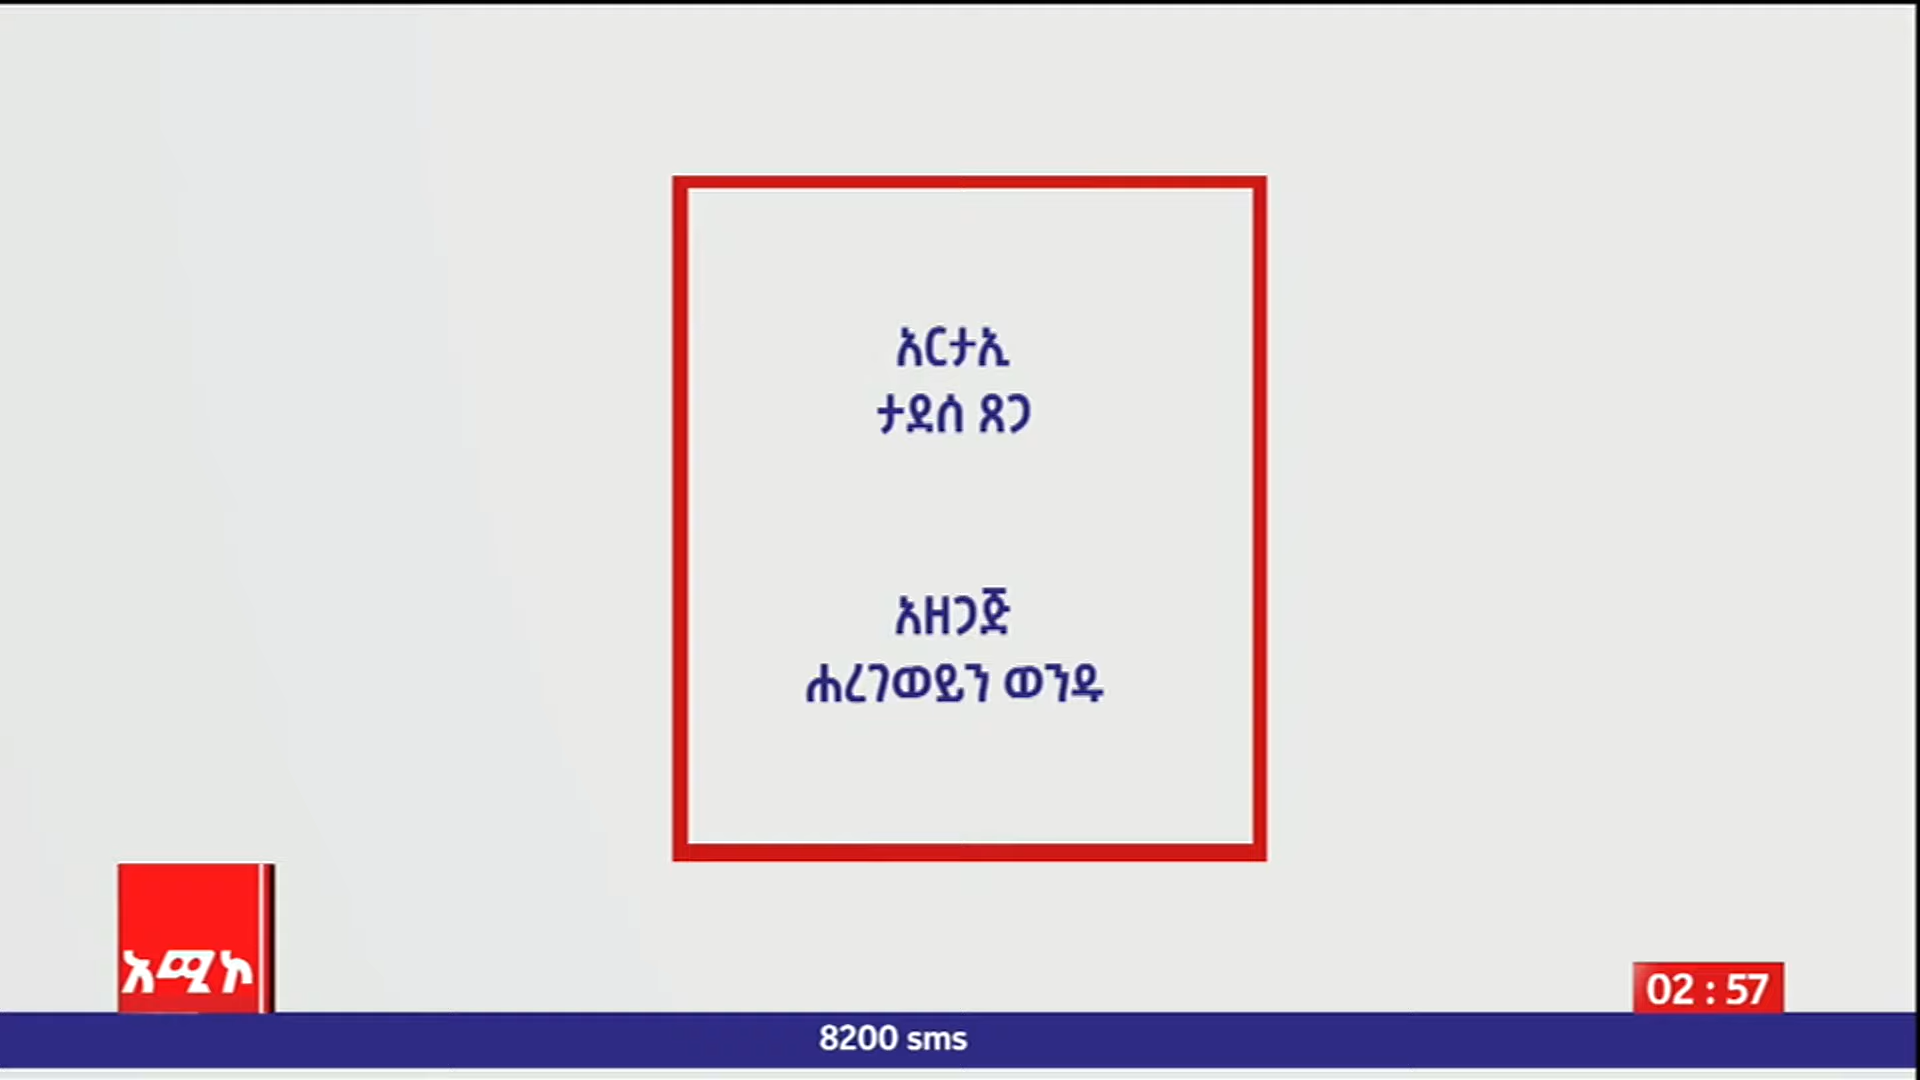 አርታኢ
ታደሰ ጸጋ
አዘጋጅ
ሐረገወይን ወንዱ
አሚኮ
02 : 57
8200 sms